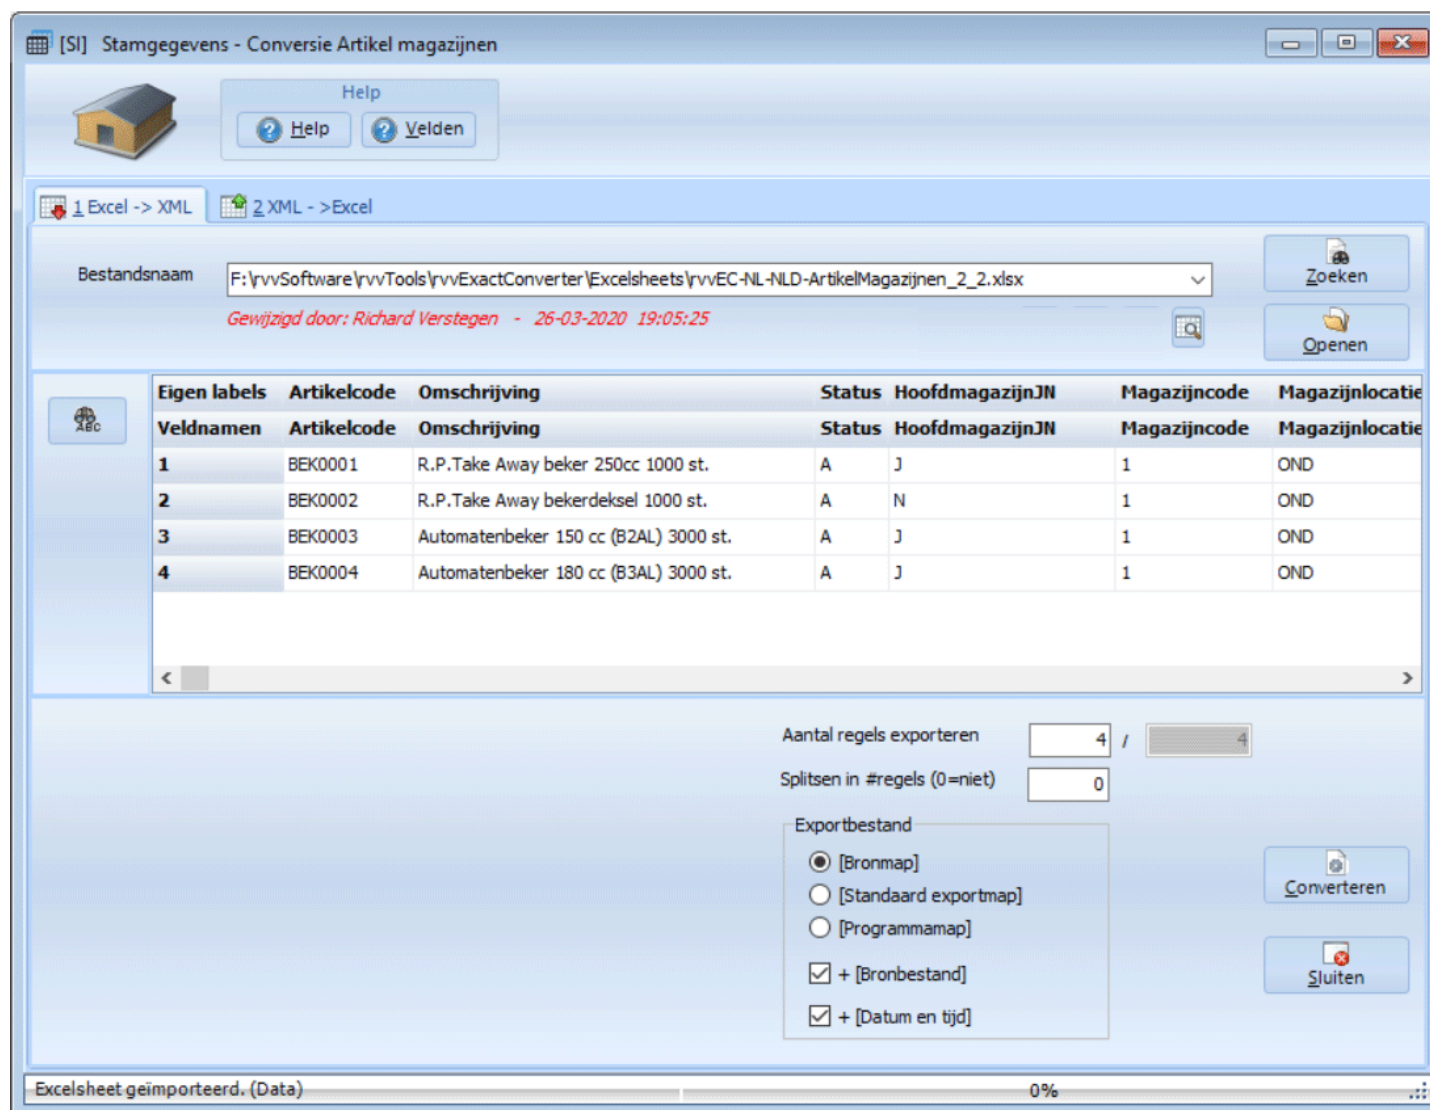 [SI] Stamgegevens - Conversie Artikel magazijnen
Help
Help Velden
1 Excel -> XML 2 XML - >Excel
Bestandsnaam F:\rvvSoftware\rvvTools\rvvExactConverter\Excelsheets\rvvEC-NL-NLD-ArtikelMagazijnen_2_2.xlsx Zoeken
Gewijzigd door: Richard Verstegen - 26-03-2020 19:05:25
Openen
ABC
Eigen labels Artikelcode Omschrijving Status HoofdmagazijnJN Magazijncode Magazijnlocatie
Veldnamen Artikelcode Omschrijving Status HoofdmagazijnJN Magazijncode Magazijnlocatie
1 BEK0001 R.P.Take Away beker 250cc 1000 st. A J 1 OND
2 BEK0002 R.P.Take Away bekerdeksel 1000 st. A N 1 OND
3 BEK0003 Automatenbeker 150 cc (B2AL) 3000 st. A J 1 OND
4 BEK0004 Automatenbeker 180 cc (B3AL) 3000 st. A J 1 OND
Aantal regels exporteren 4 / 4
Splitsen in #regels (0=niet) 0
Exportbestand
[Bronmap]
[Standaard exportmap]
[Programmamap]
+ [Bronbestand]
+ [Datum en tijd]
Converteren
Sluiten
Excelsheet geïmporteerd. (Data) 0%